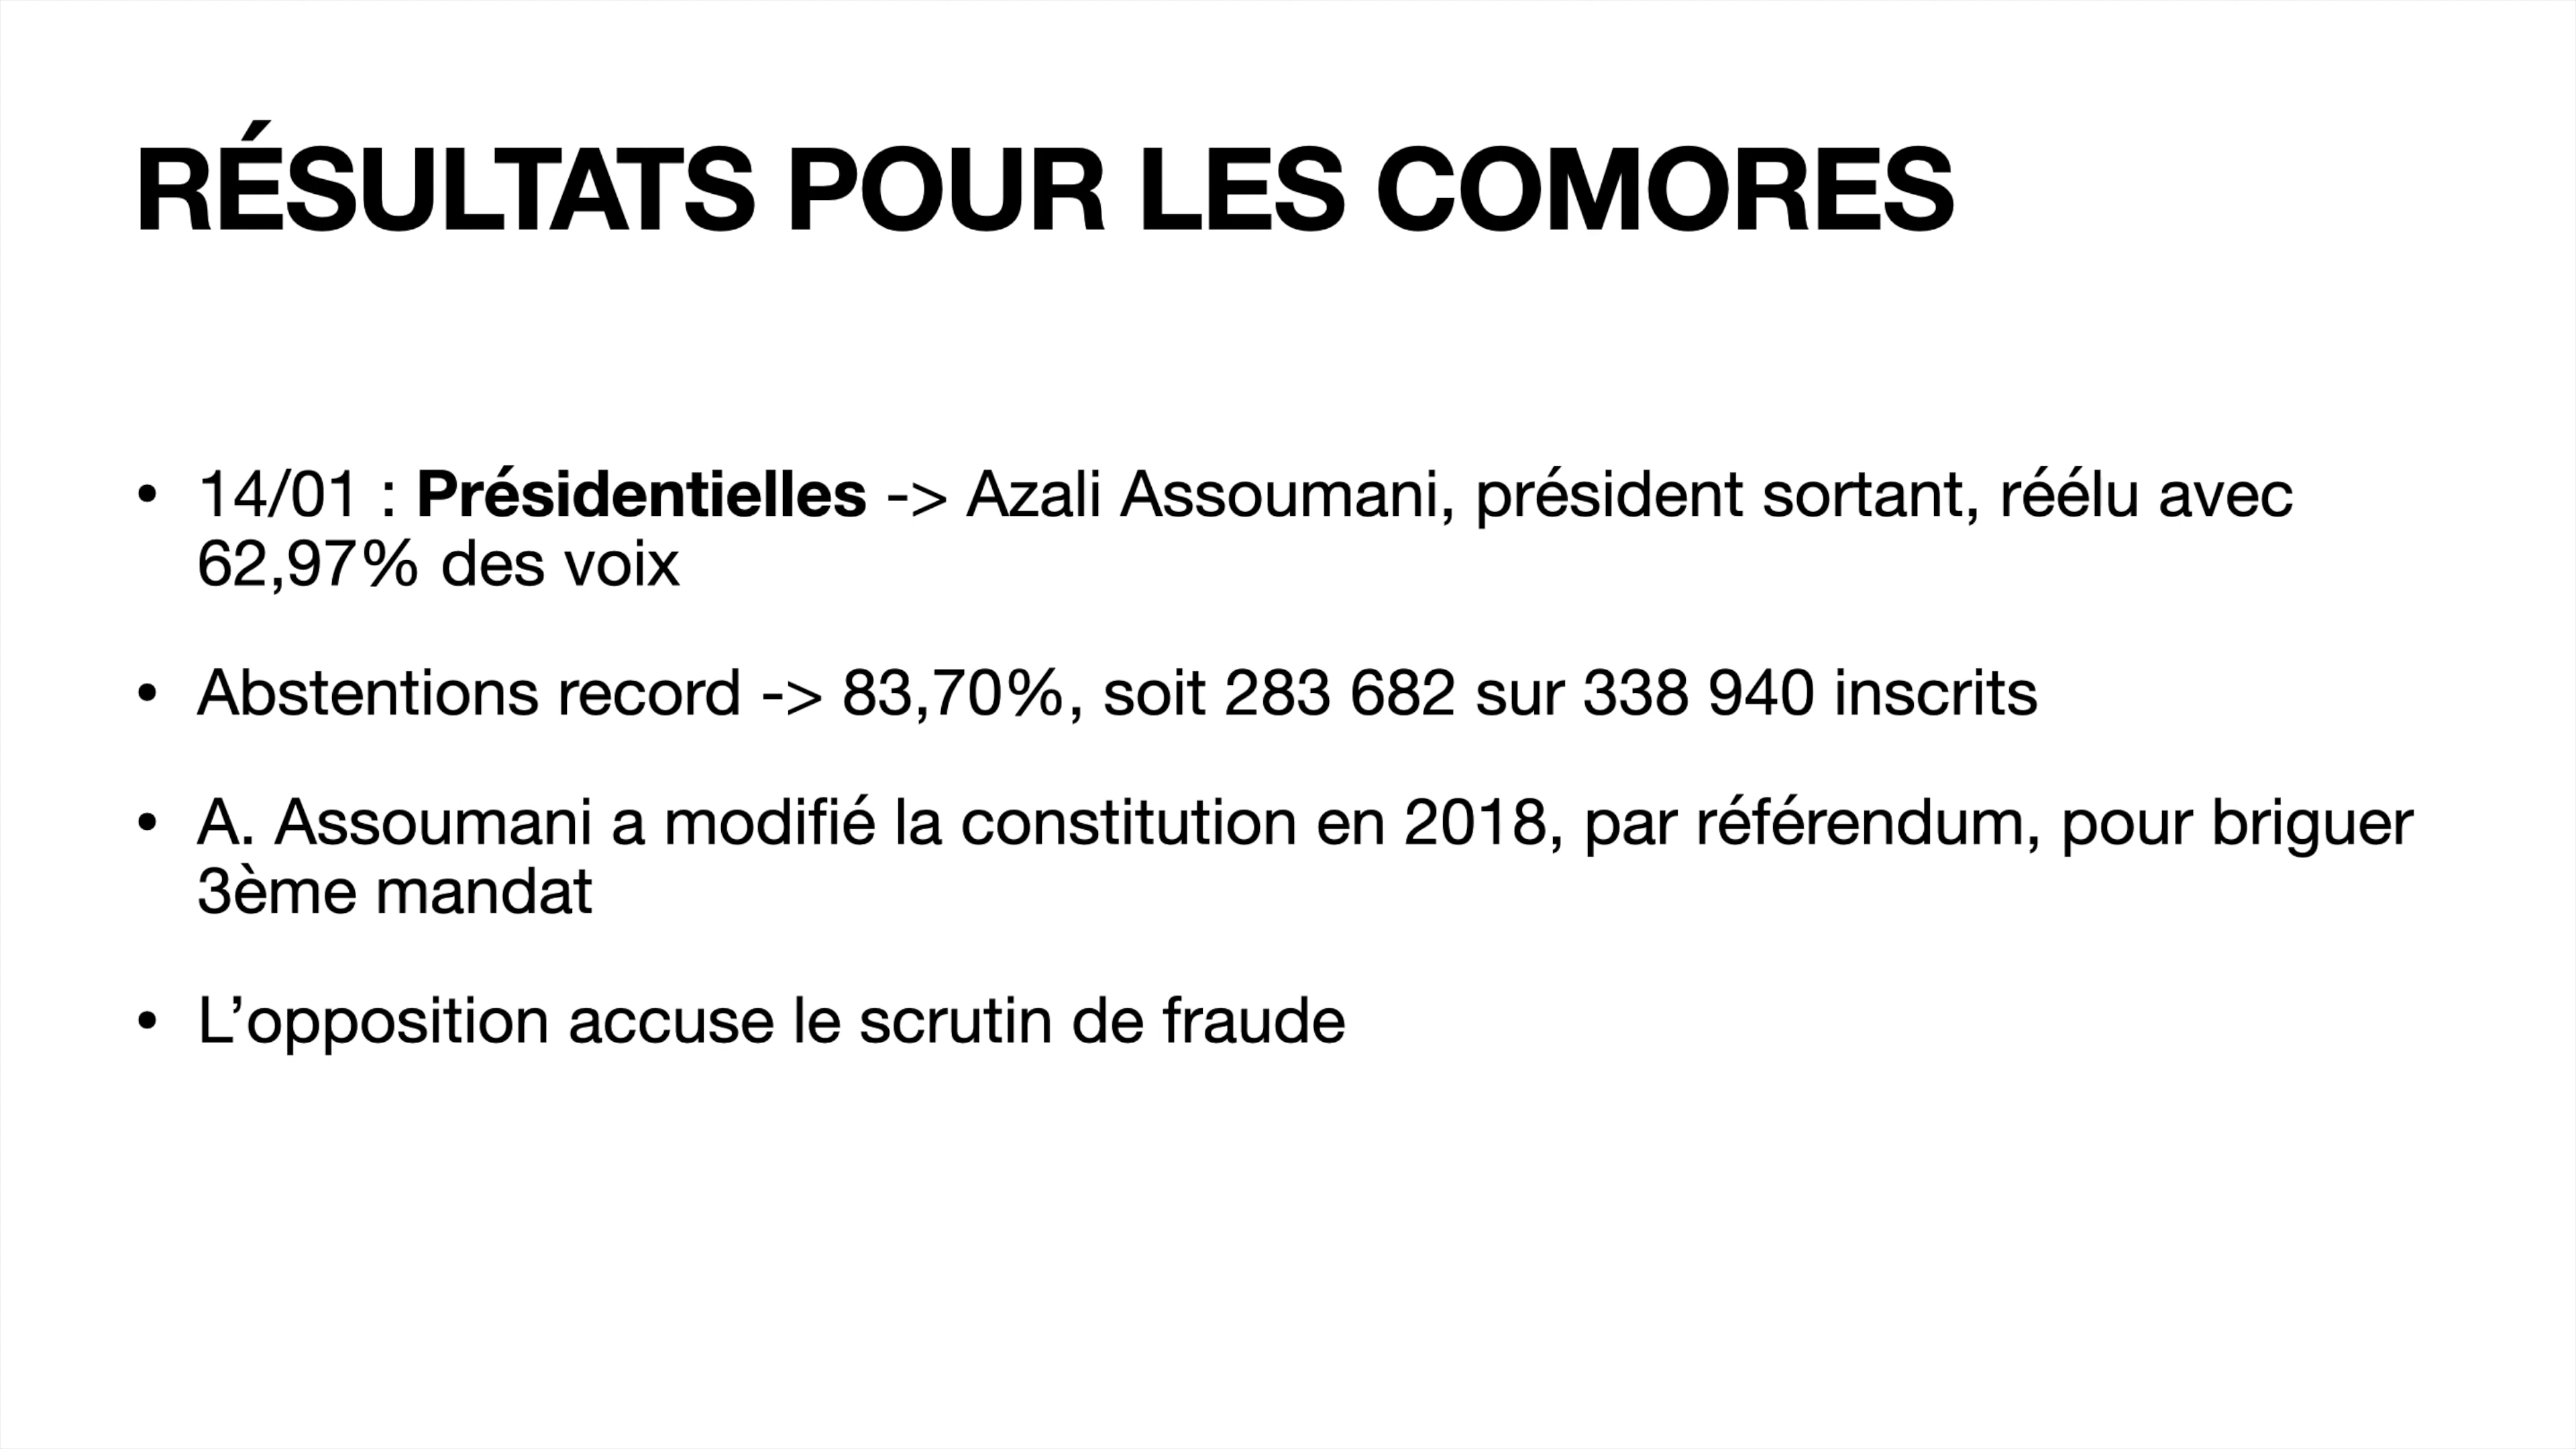 RÉSULTATS POUR LES COMORES
• 14/01 : Présidentielles -> Azali Assoumani, président sortant, réélu avec
62,97% des voix
• Abstentions record -> 83,70%, soit 283 682 sur 338 940 inscrits
• A. Assoumani a modifié la constitution en 2018, par référendum, pour briguer
3ème mandat
• L’opposition accuse le scrutin de fraude